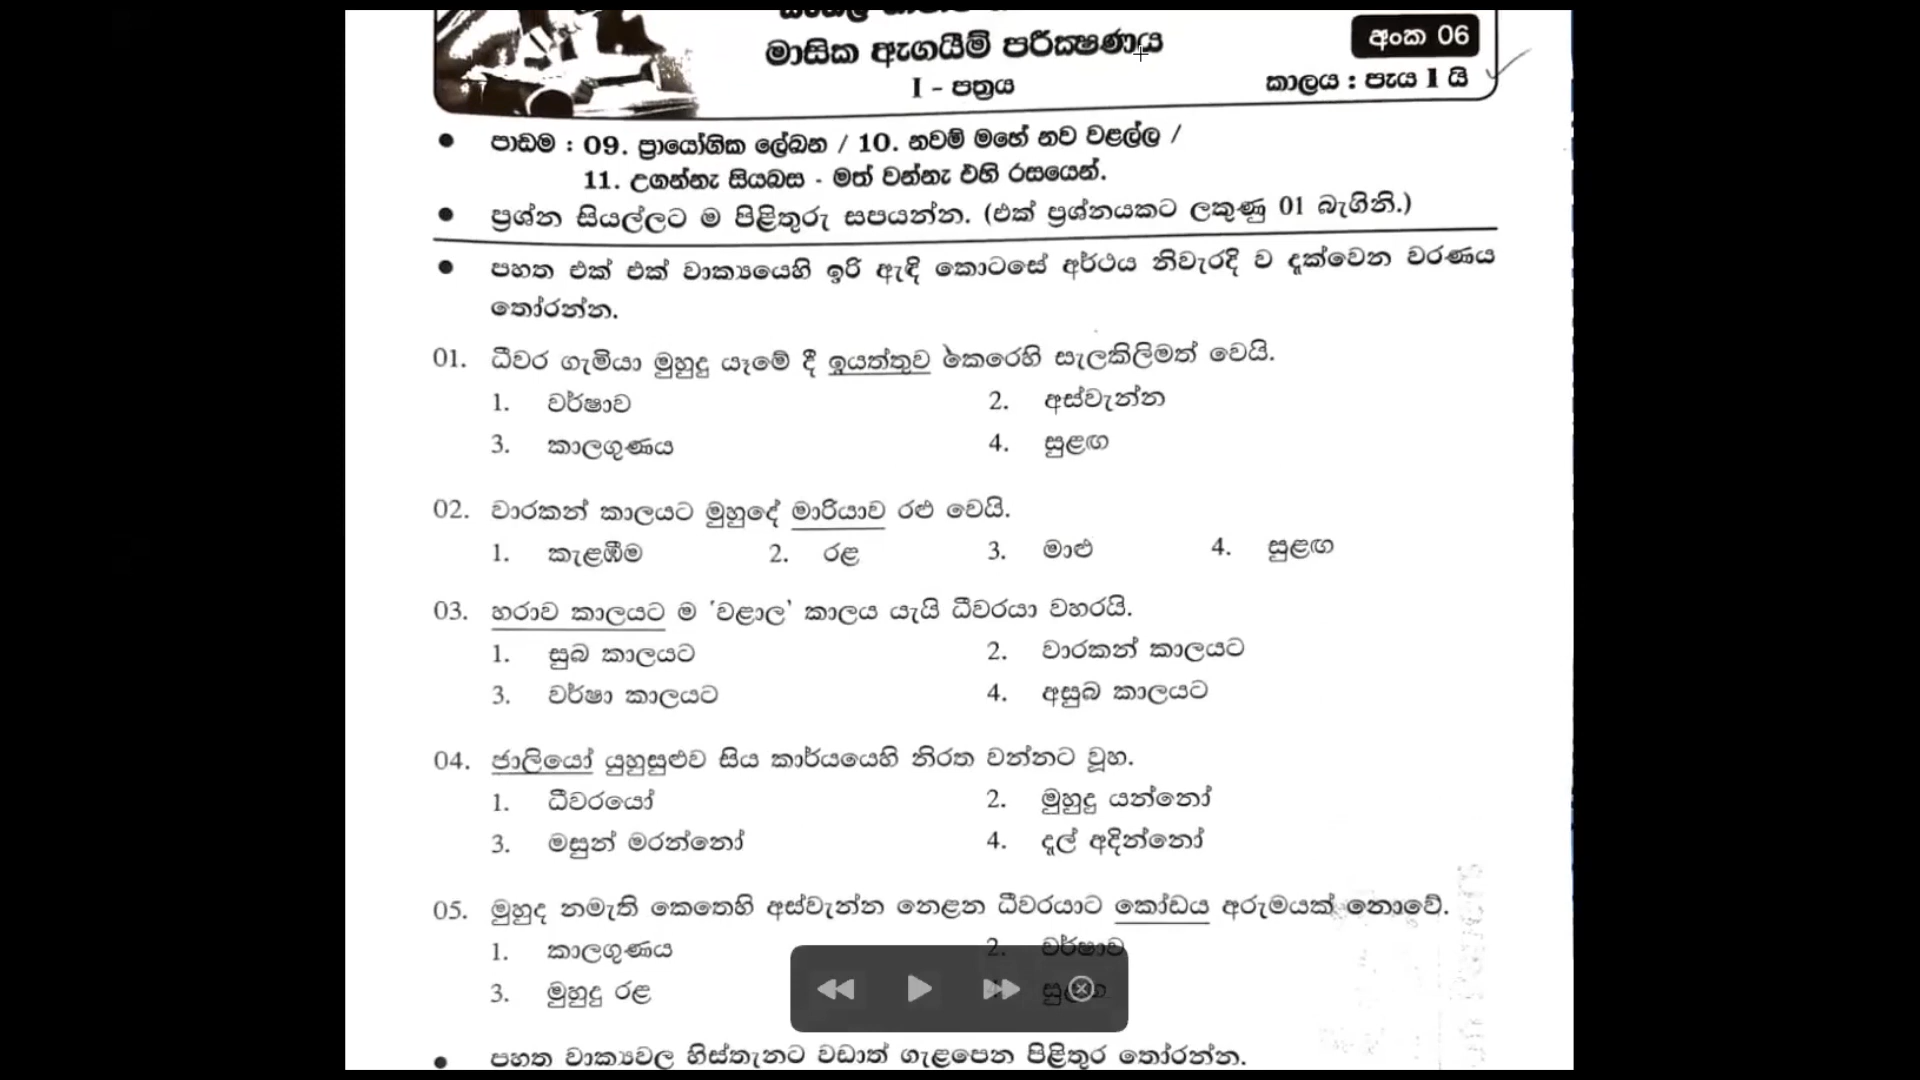 මාසික ඇගයීම් පරීක්ෂණය
අංක 06
I - පත්‍රය
කාලය : පැය 1 යි
● පාඩම : 09. ප්‍රායෝගික ලේඛන / 10. නවම් මහේ නව වළල්ල /
11. උගන්නැ සියබස - මත් වන්නැ එහි රසයෙන්.
● ප්‍රශ්න සියල්ලට ම පිළිතුරු සපයන්න. (එක් ප්‍රශ්නයකට ලකුණු 01 බැගිනි.)
● පහත එක් එක් වාක්‍යයෙහි ඉරි ඇඳි කොටසේ අර්ථය නිවැරදි ව දැක්වෙන වරණය
තෝරන්න.
01. ධීවර ගැමියා මුහුදු යෑමේ දී ඉයත්තුව කෙරෙහි සැලකිලිමත් වෙයි.
1. වර්ෂාව 2. අස්වැන්න
3. කාලගුණය 4. සුළඟ
02. වාරකන් කාලයට මුහුදේ මාරියාව රළු වෙයි.
1. කැළඹීම 2. රළ 3. මාළු 4. සුළඟ
03. හරාව කාලයට ම 'වළාල' කාලය යැයි ධීවරයා වහරයි.
1. සුබ කාලයට 2. වාරකන් කාලයට
3. වර්ෂා කාලයට 4. අසුබ කාලයට
04. ජාලියෝ යුහුසුළුව සිය කාර්යයෙහි නිරත වන්නට වූහ.
1. ධීවරයෝ 2. මුහුදු යන්නෝ
3. මසුන් මරන්නෝ 4. දැල් අදින්නෝ
05. මුහුද නමැති කෙතෙහි අස්වැන්න නෙළන ධීවරයාට කෝඩය අරුමයක් නොවේ.
1. කාලගුණය 2. වර්ෂාව
3. මුහුදු රළ
● පහත වාක්‍යවල හිස්තැනට වඩාත් ගැළපෙන පිළිතුර තෝරන්න.